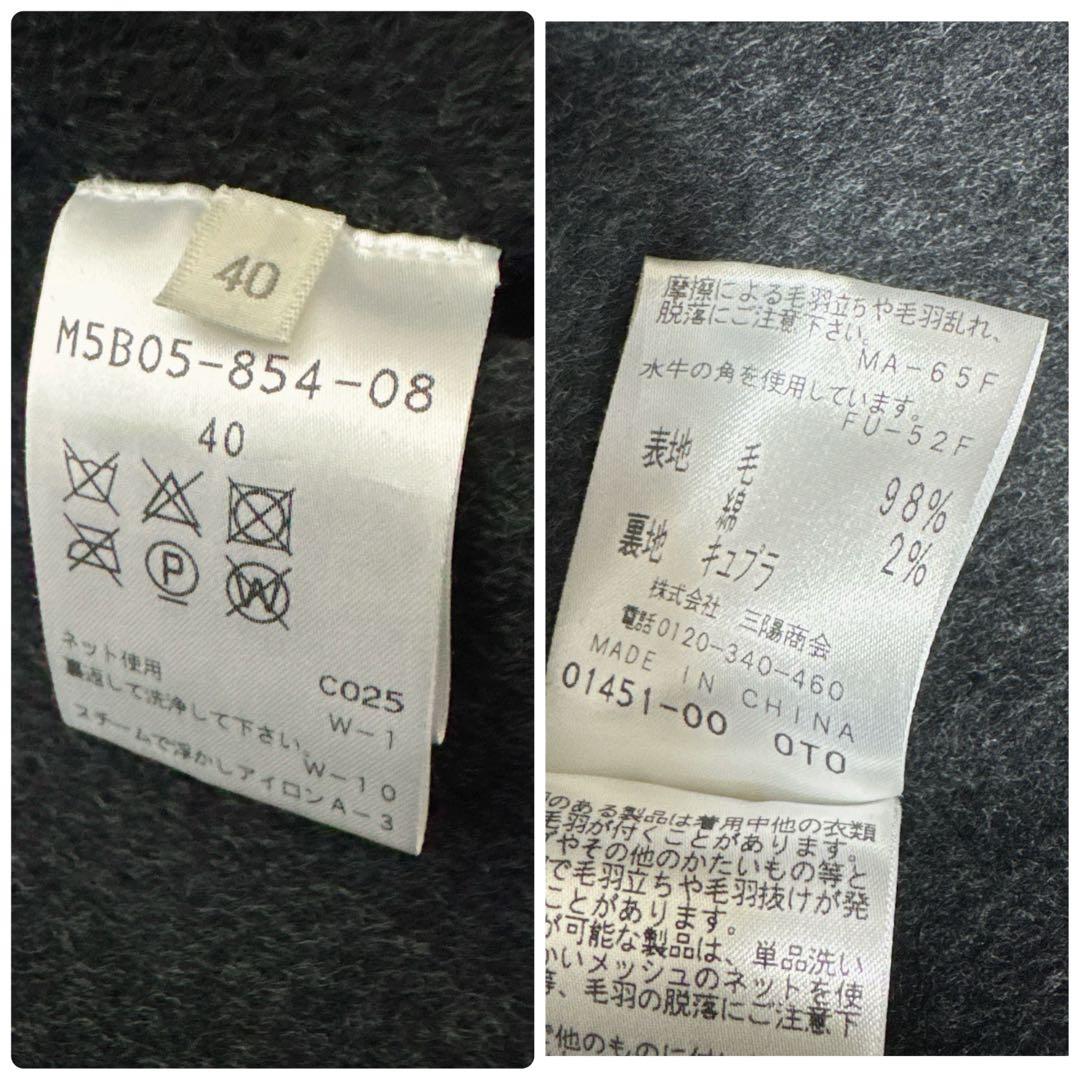 40
M5B05-854-08
40
P
W
ネット使用
C025
裏返して洗浄して下さい。
W-1
W-10
スチームで浮かしアイロンA-3
摩擦による毛羽立ちや毛羽乱れ、
脱落にご注意下さい。
MA-65F
水牛の角を使用しています。
FU-52F
表地 毛 98%
綿 2%
裏地 キュプラ
株式会社 三陽商会
電話0120-340-460
MADE IN CHINA
01451-00 OTO
のある製品は着用中他の衣類
毛羽が付くことがあります。
やその他のかたいもの等と
で毛羽立ちや毛羽抜けが発
ことがあります。
が可能な製品は、単品洗い
かいメッシュのネットを使
等、毛羽の脱落にご注意下
で他のものに付